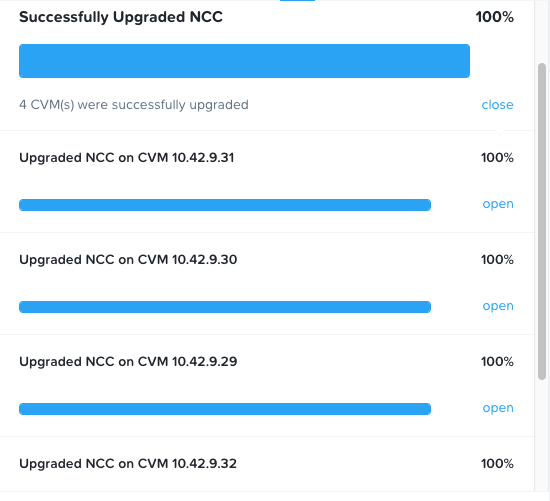 Successfully Upgraded NCC 100%
4 CVM(s) were successfully upgraded close
Upgraded NCC on CVM 10.42.9.31 100%
open
Upgraded NCC on CVM 10.42.9.30 100%
open
Upgraded NCC on CVM 10.42.9.29 100%
open
Upgraded NCC on CVM 10.42.9.32 100%